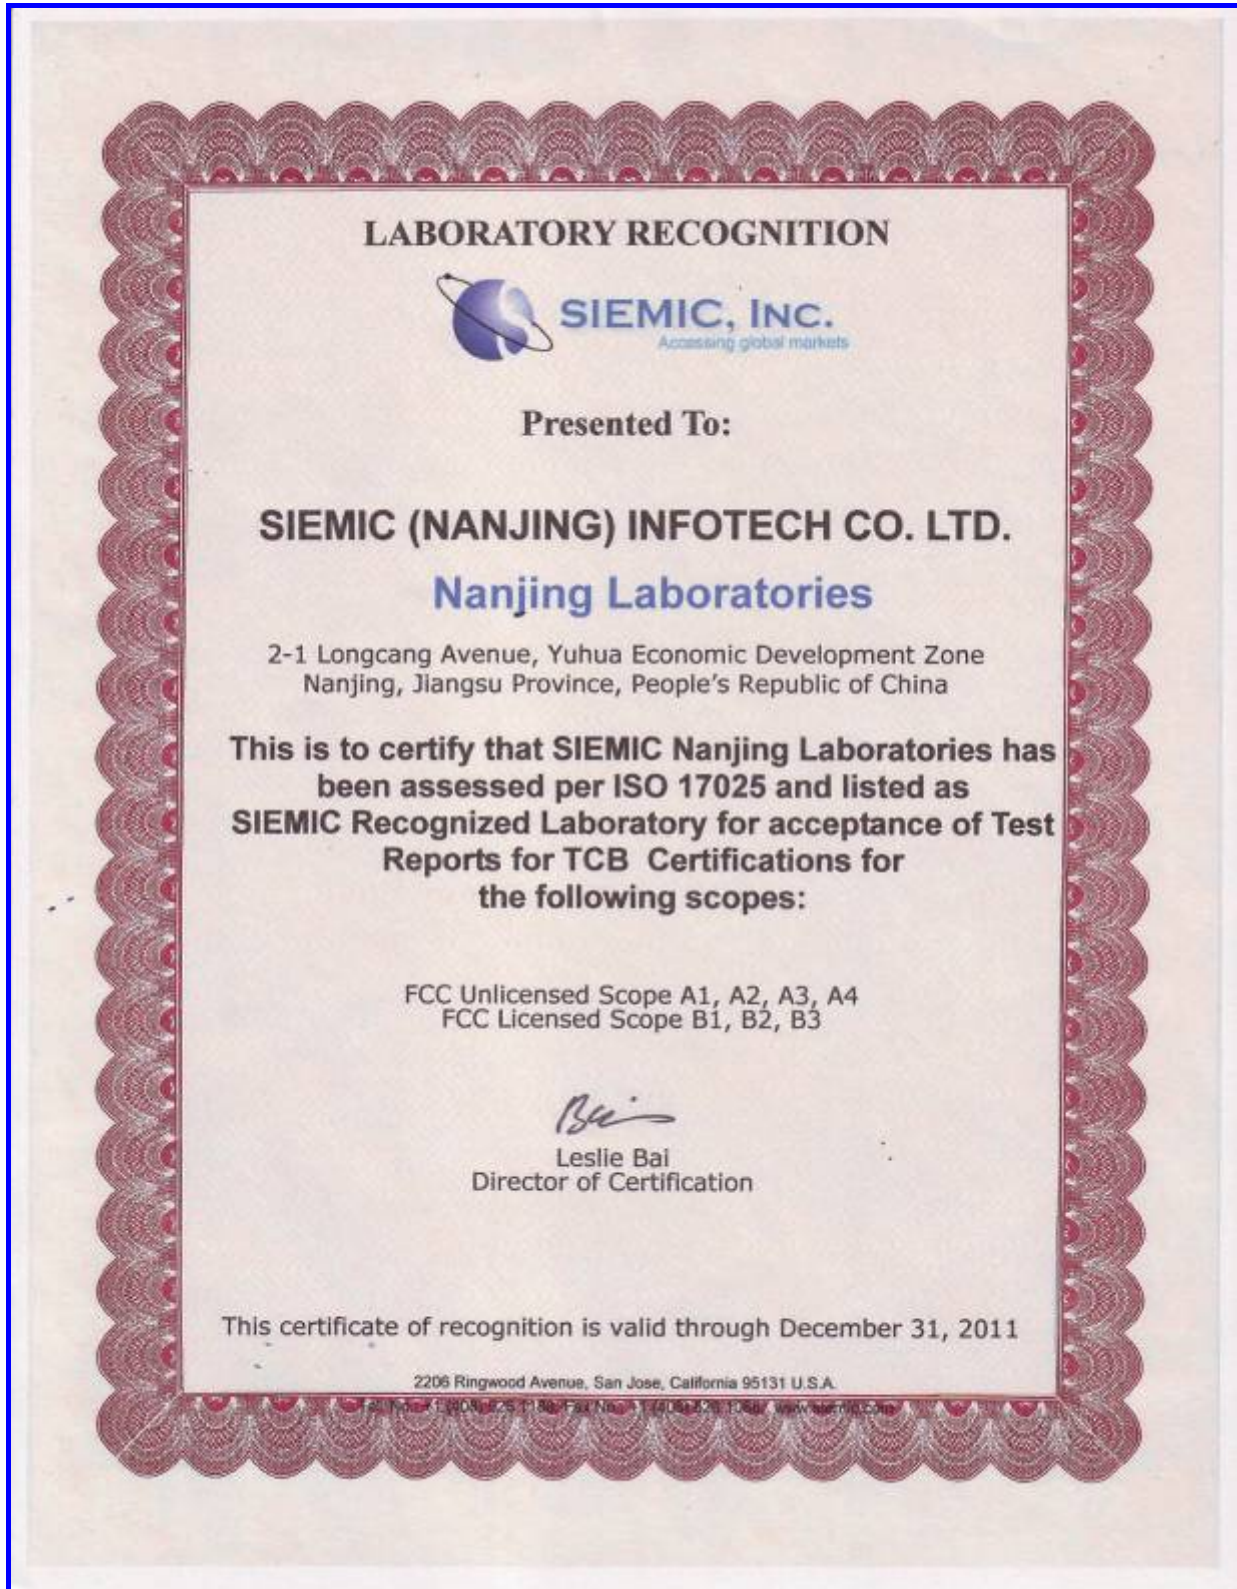 LABORATORY RECOGNITION
SIEMIC, INC.
Accessing global markets
Presented To:
SIEMIC (NANJING) INFOTECH CO. LTD.
Nanjing Laboratories
2-1 Longcang Avenue, Yuhua Economic Development Zone
Nanjing, Jiangsu Province, People's Republic of China
This is to certify that SIEMIC Nanjing Laboratories has
been assessed per ISO 17025 and listed as
SIEMIC Recognized Laboratory for acceptance of Test
Reports for TCB Certifications for
the following scopes:
FCC Unlicensed Scope A1, A2, A3, A4
FCC Licensed Scope B1, B2, B3
Bai
Leslie Bai
Director of Certification
This certificate of recognition is valid through December 31, 2011
2206 Ringwood Avenue, San Jose, California 95131 U.S.A.